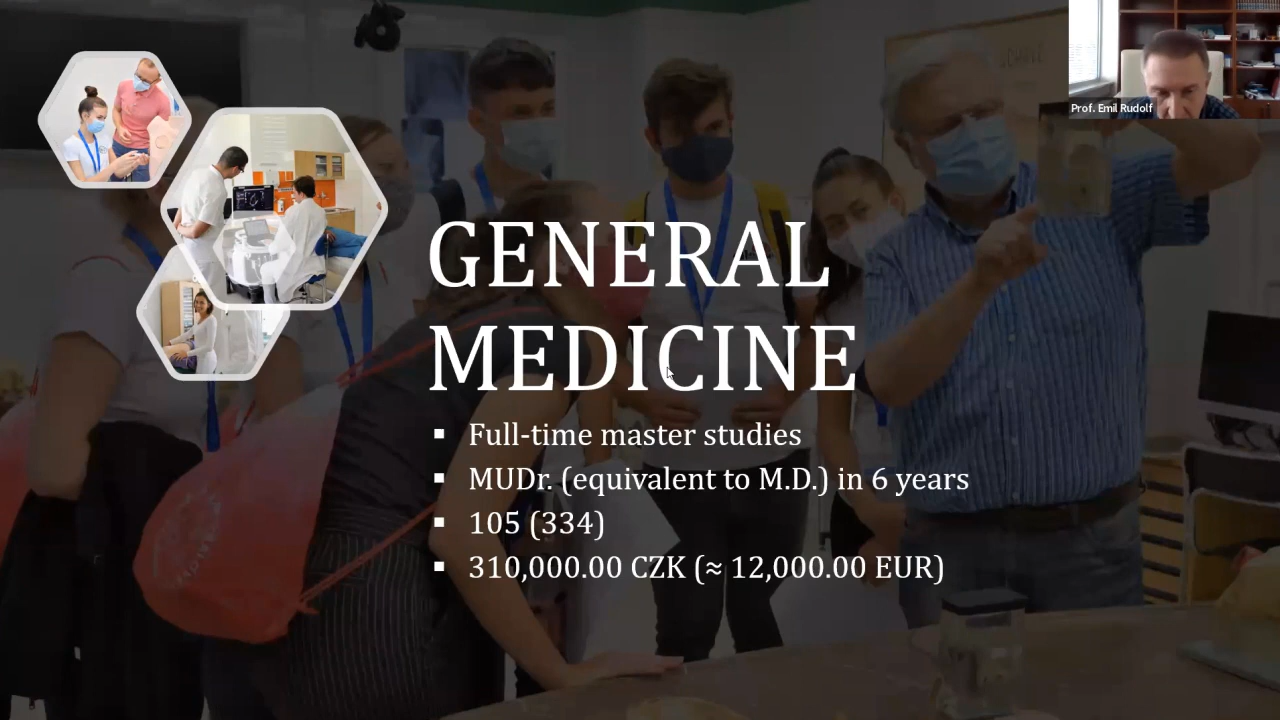 Prof. Emil Rudolf
GENERAL
MEDICINE
▪ Full-time master studies
▪ MUDr. (equivalent to M.D.) in 6 years
▪ 105 (334)
▪ 310,000.00 CZK (≈ 12,000.00 EUR)